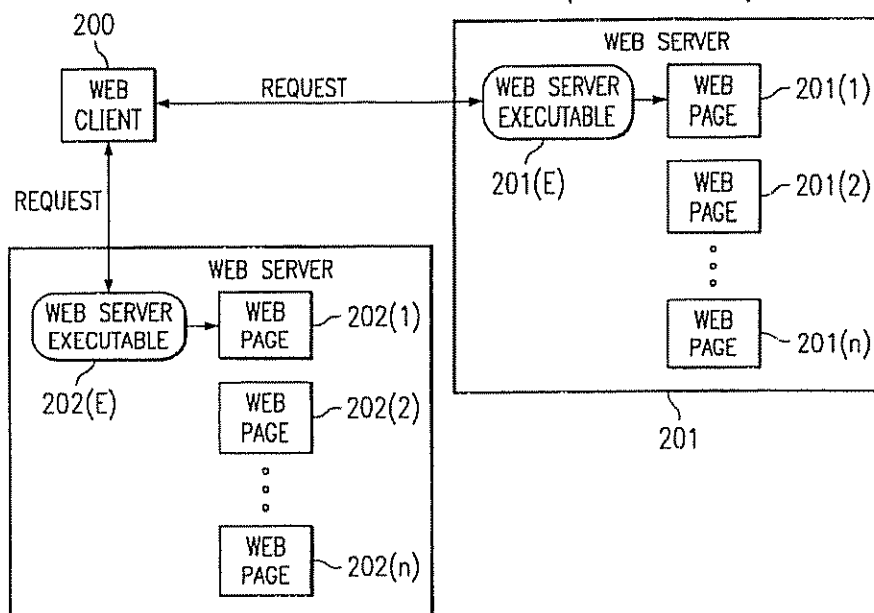 200
WEB
CLIENT
REQUEST
REQUEST
WEB SERVER
WEB SERVER
EXECUTABLE
201(E)
WEB
PAGE
201(1)
WEB
PAGE
201(2)
WEB
PAGE
201(n)
201
WEB SERVER
WEB SERVER
EXECUTABLE
202(E)
WEB
PAGE
202(1)
WEB
PAGE
202(2)
WEB
PAGE
202(n)